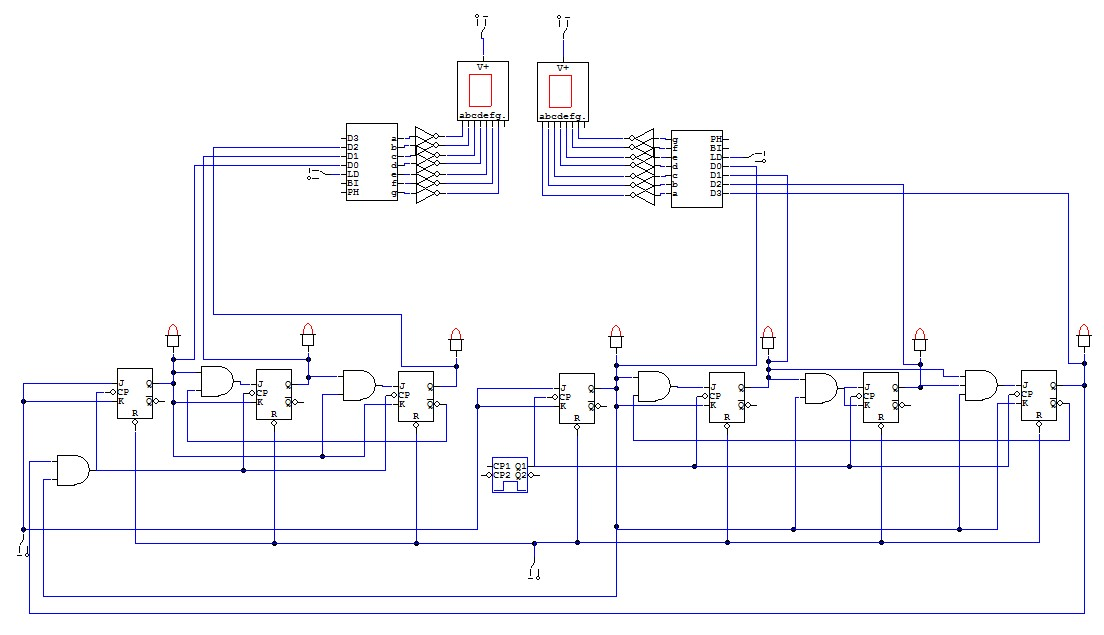 V+
abcdefg.
V+
abcdefg.
D3 a
D2 b
D1 c
D0 d
LD e
BI f
PH g
g PH
f BI
e LD
d D0
c D1
b D2
a D3
J Q
CP
K Q
R
J Q
CP
K Q
R
J Q
CP
K Q
R
J Q
CP
K Q
R
J Q
CP
K Q
R
J Q
CP
K Q
R
J Q
CP
K Q
R
CP1 Q1
CP2 Q2